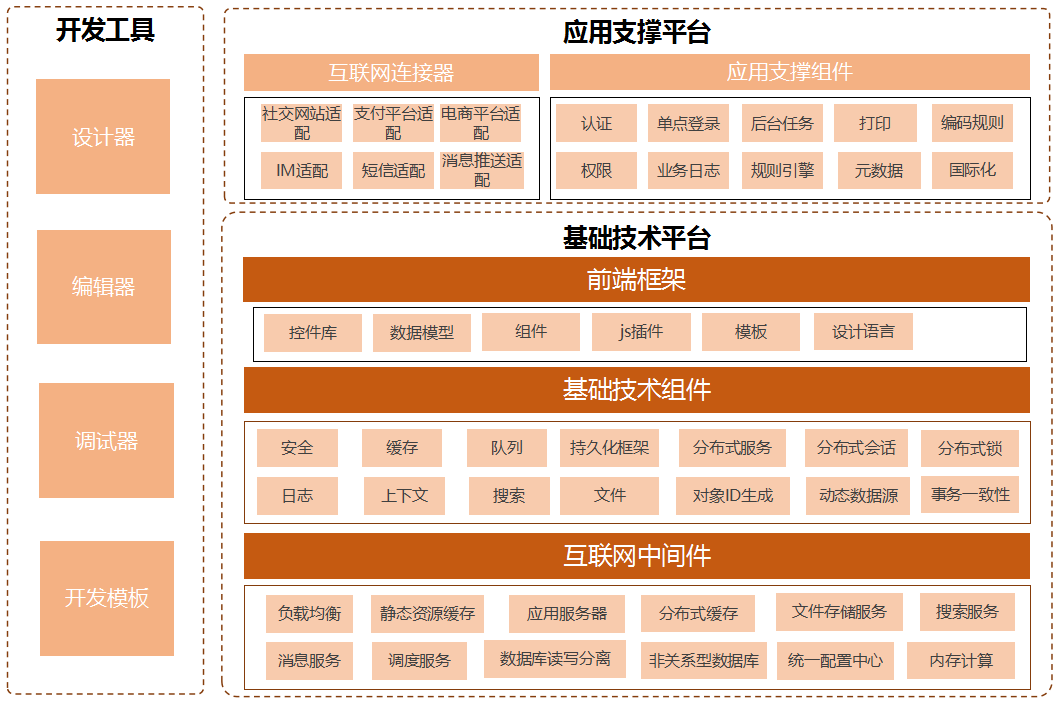 开发工具
设计器
编辑器
调试器
开发模板
应用支撑平台
互联网连接器
社交网站适
配
支付平台适
配
电商平台适
配
IM适配
短信适配
消息推送适
配
应用支撑组件
认证
单点登录
后台任务
打印
编码规则
权限
业务日志
规则引擎
元数据
国际化
基础技术平台
前端框架
控件库
数据模型
组件
js插件
模板
设计语言
基础技术组件
安全
缓存
队列
持久化框架
分布式服务
分布式会话
分布式锁
日志
上下文
搜索
文件
对象ID生成
动态数据源
事务一致性
互联网中间件
负载均衡
静态资源缓存
应用服务器
分布式缓存
文件存储服务
搜索服务
消息服务
调度服务
数据库读写分离
非关系型数据库
统一配置中心
内存计算